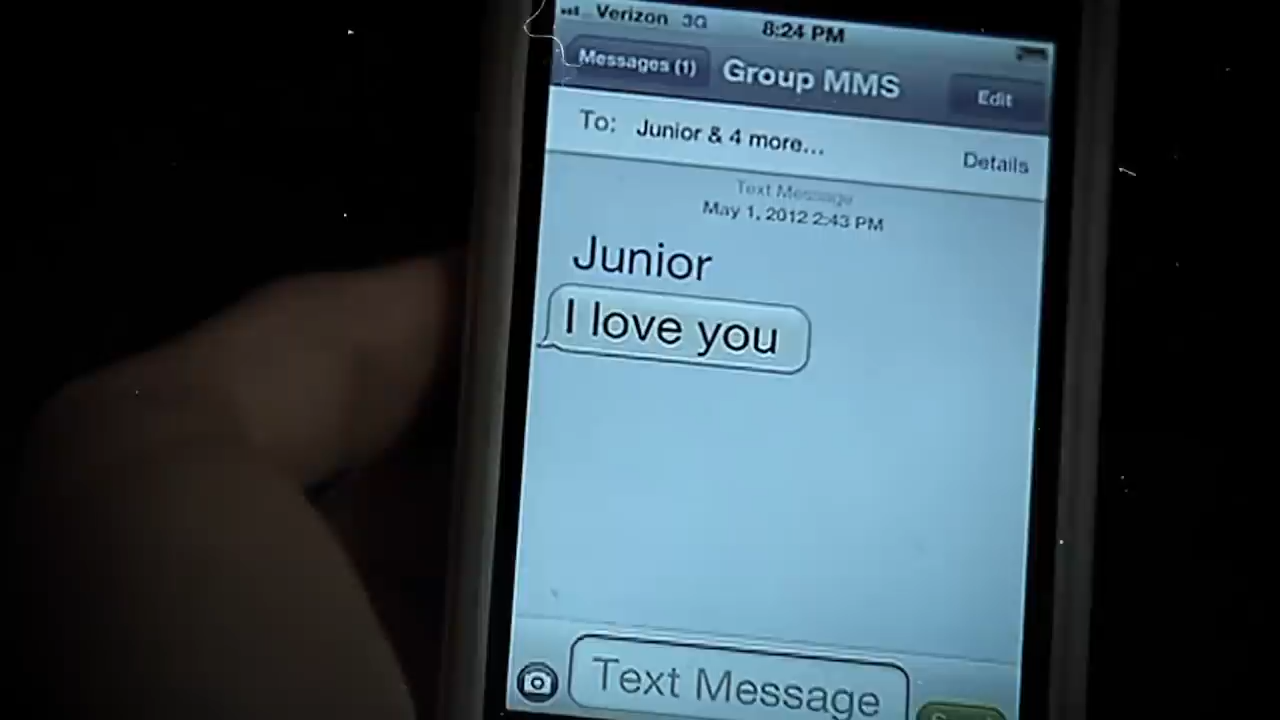 Verizon 3G 8:24 PM
Messages (1) Group MMS Edit
To: Junior & 4 more... Details
Text Message
May 1, 2012 2:43 PM
Junior
I love you
Text Message
Send